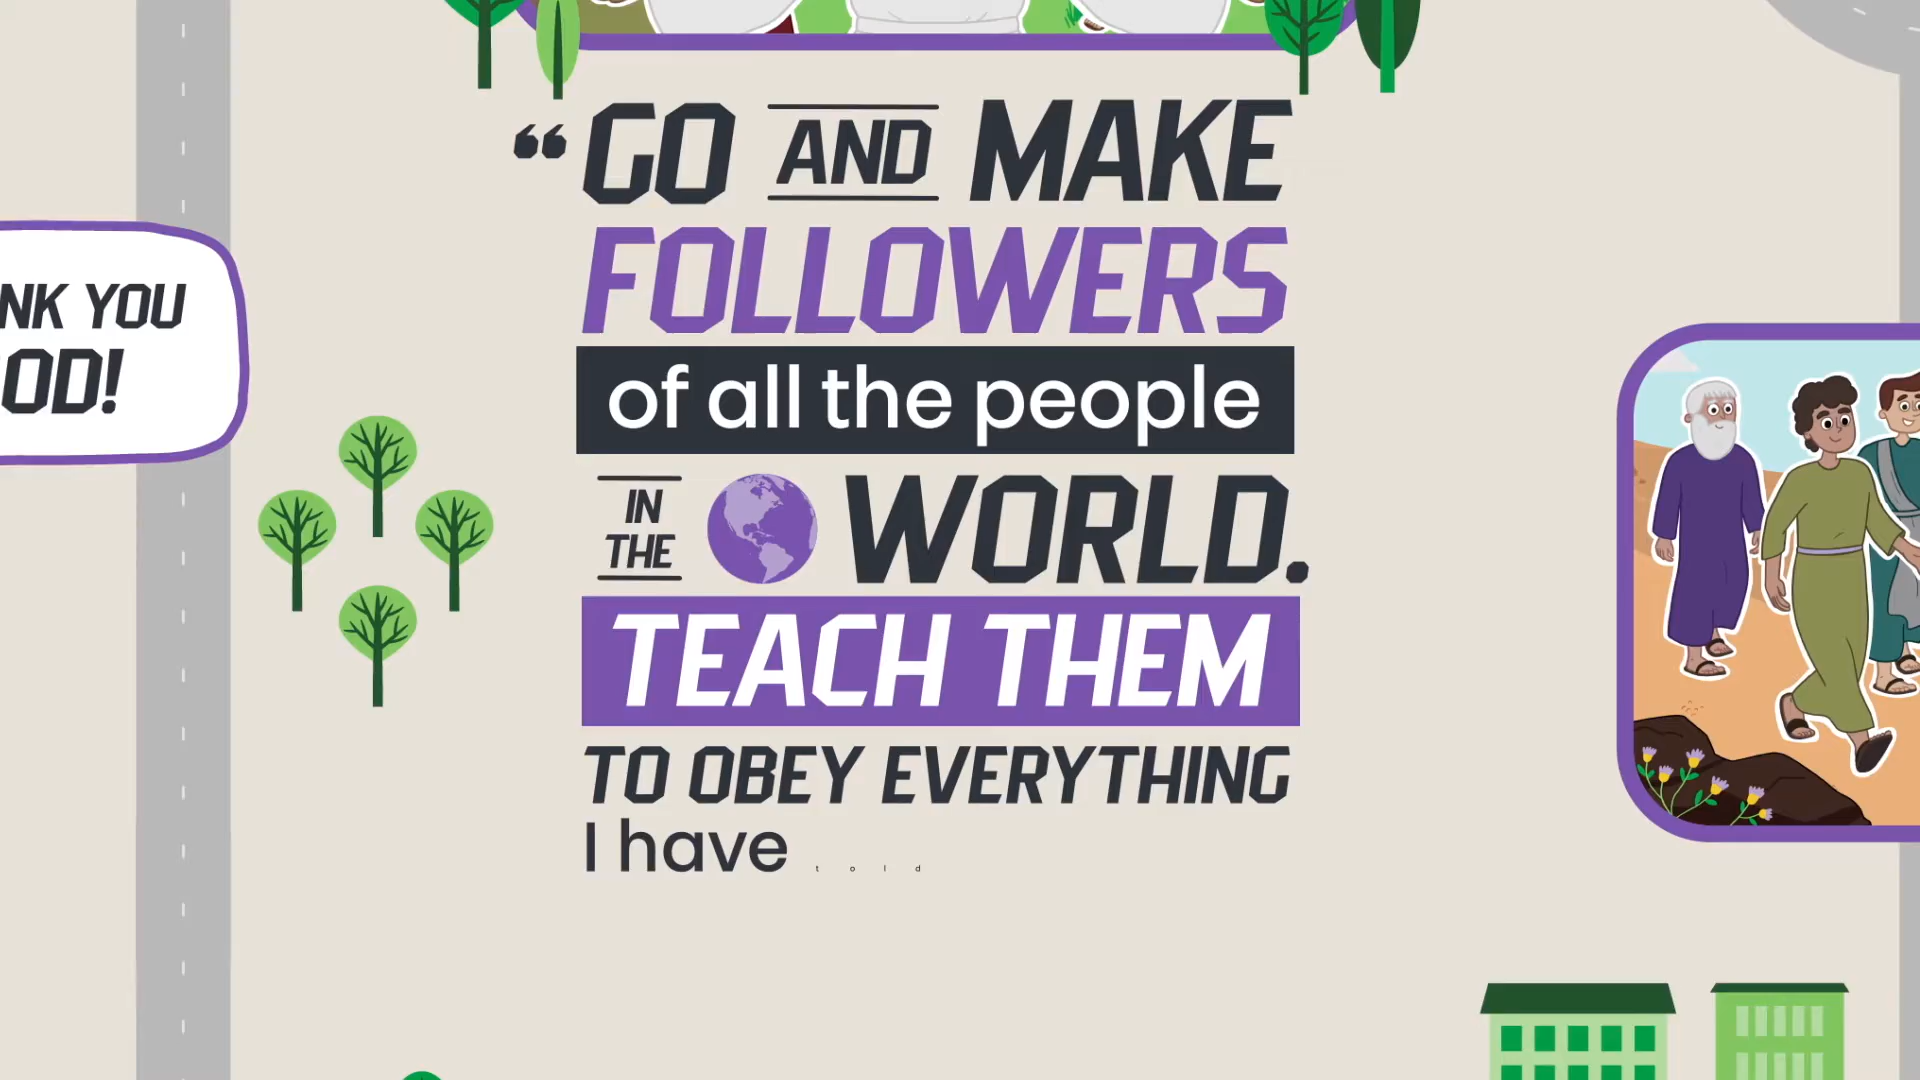 “GO AND MAKE
FOLLOWERS
of all the people
IN THE WORLD.
TEACH THEM
TO OBEY EVERYTHING
I have told
NK YOU
OD!